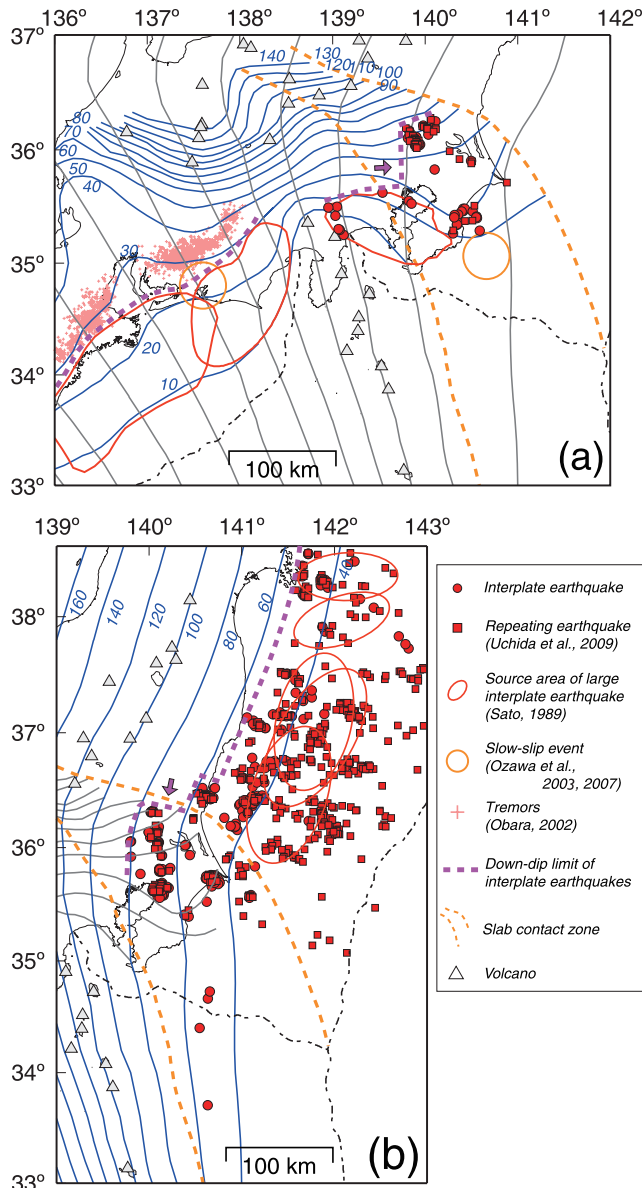 136° 137° 138° 139° 140° 141° 142°
37°
36°
35°
34°
33°
140
130
120
110
100
90
80
70
60
50
40
30
20
10
100 km
(a)
139° 140° 141° 142° 143°
38°
37°
36°
35°
34°
33°
160
140
120
100
80
60
40
100 km
(b)
Interplate earthquake
Repeating earthquake
(Uchida et al., 2009)
Source area of large
interplate earthquake
(Sato, 1989)
Slow-slip event
(Ozawa et al.,
2003, 2007)
Tremors
(Obara, 2002)
Down-dip limit of
interplate earthquakes
Slab contact zone
Volcano